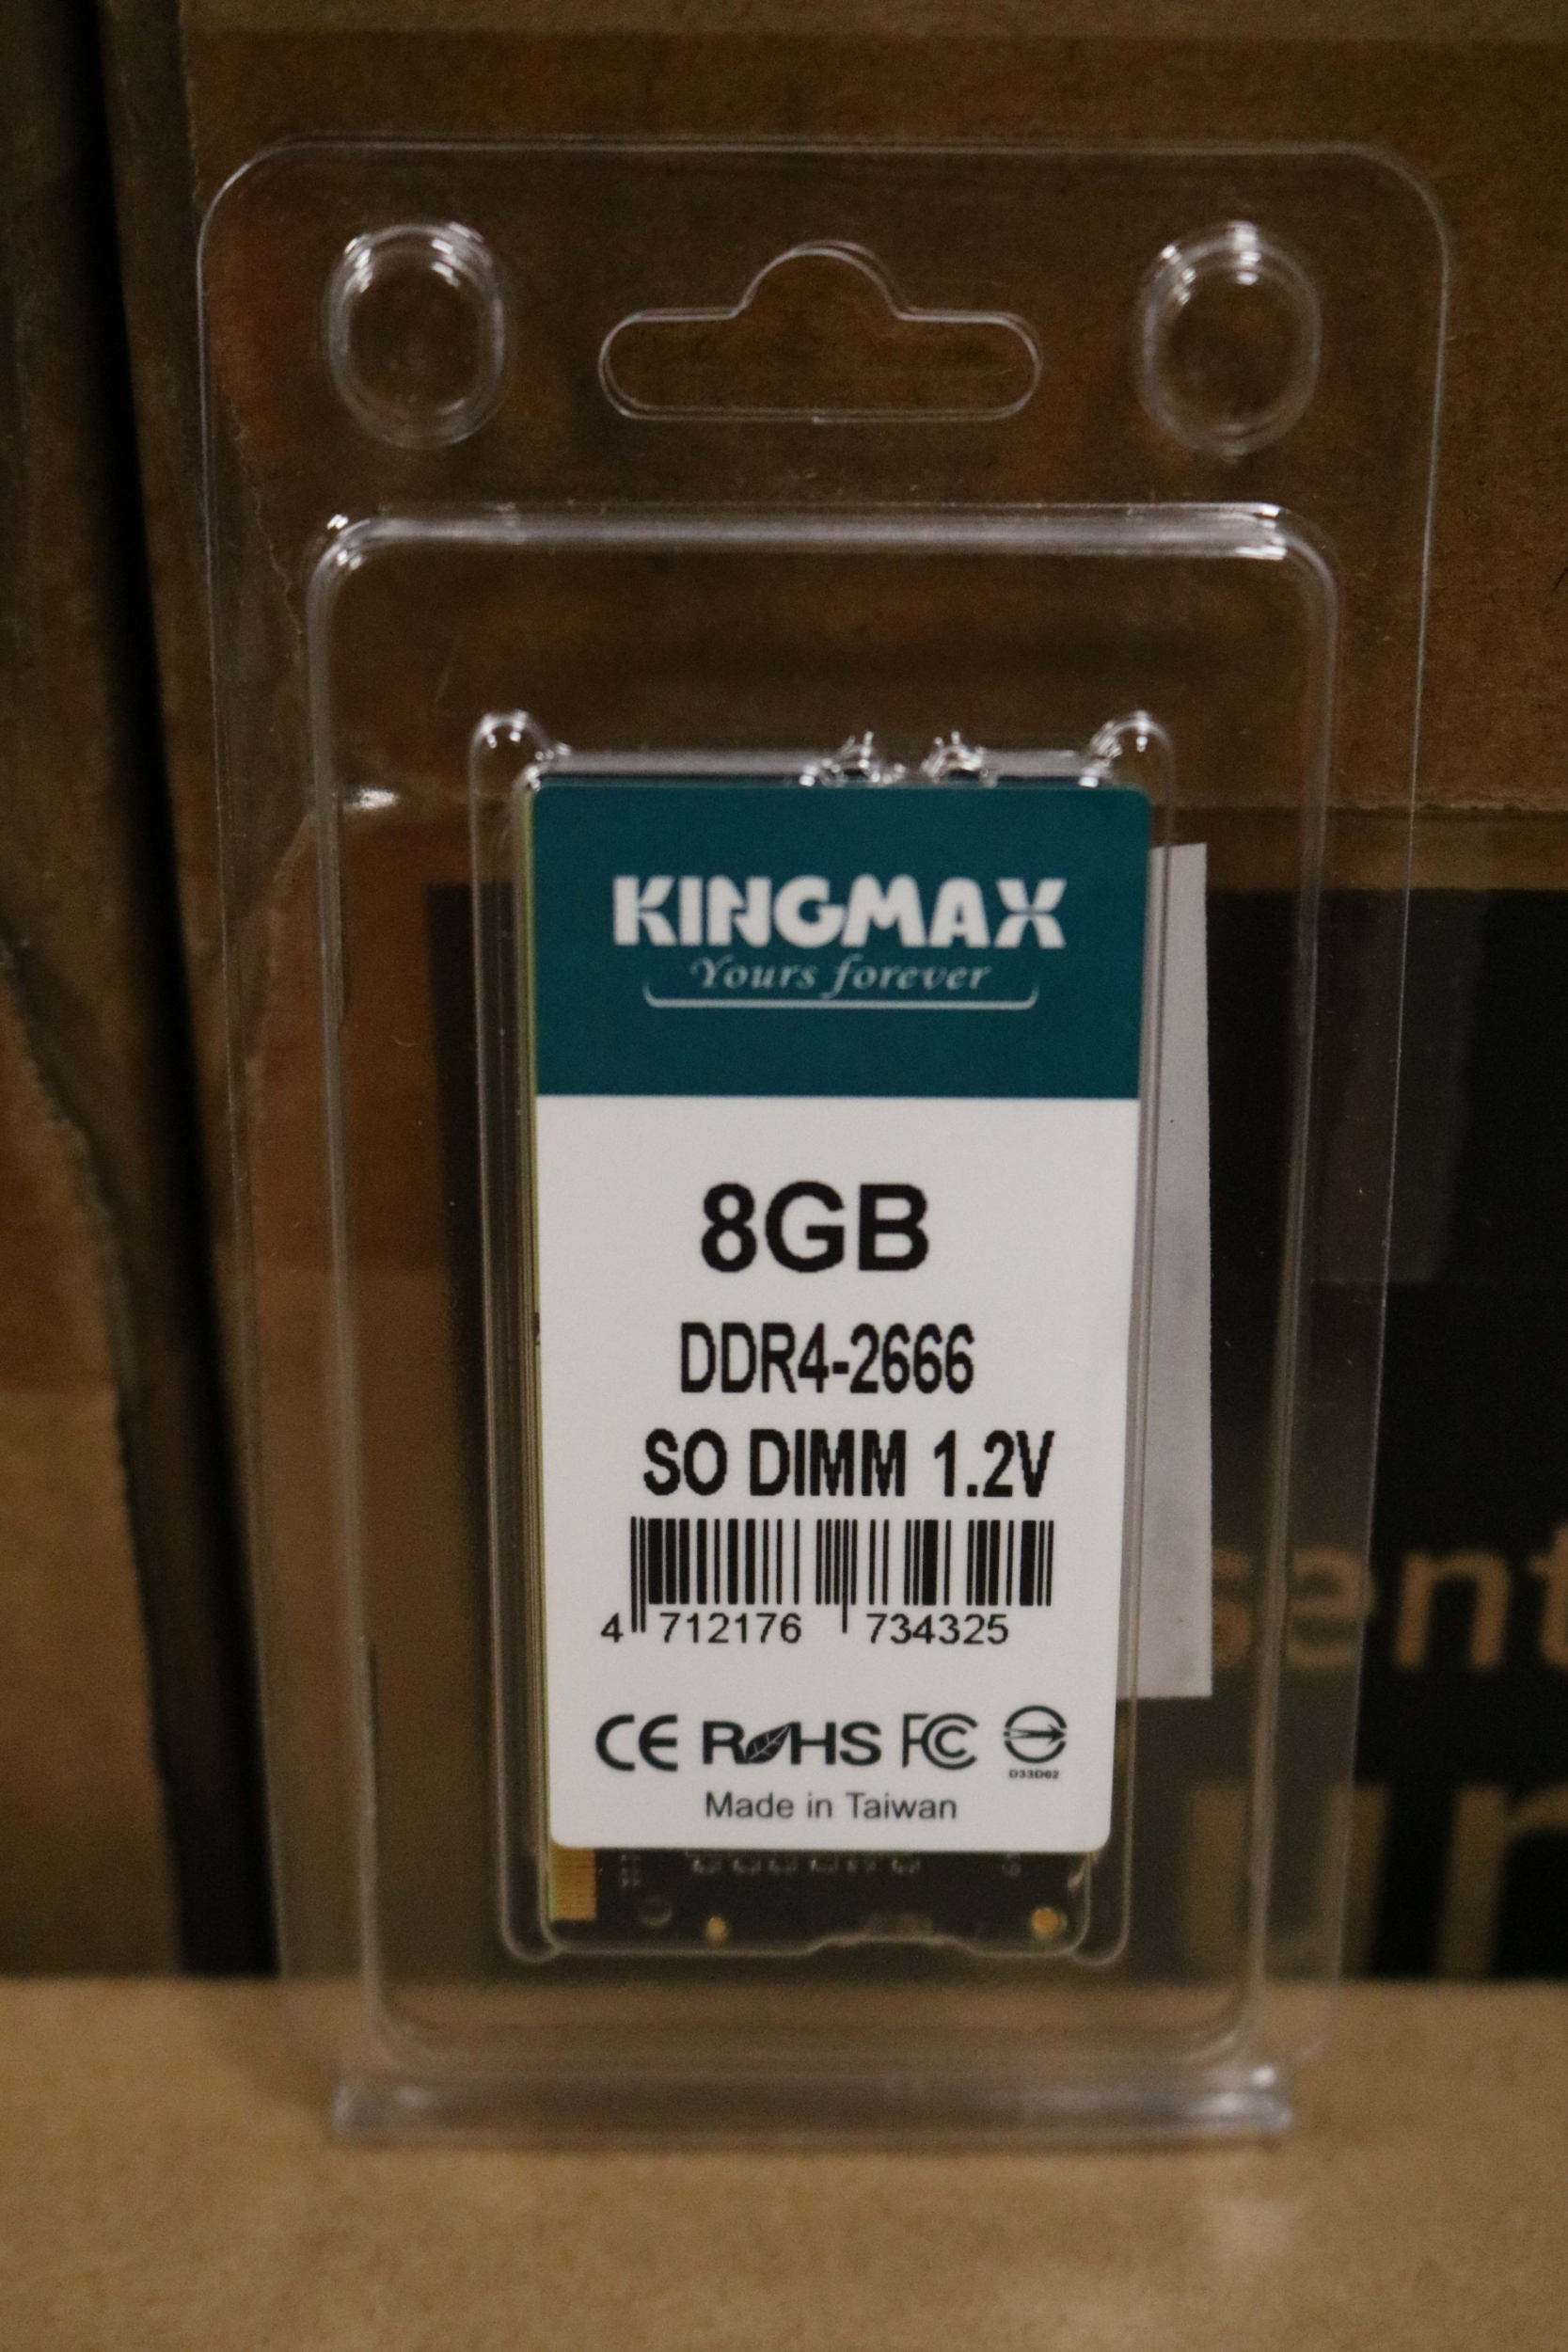 KINGMAX
Yours forever
8GB
DDR4-2666
SO DIMM 1.2V
4 712176 734325
CE RoHS FC
D33D02
Made in Taiwan